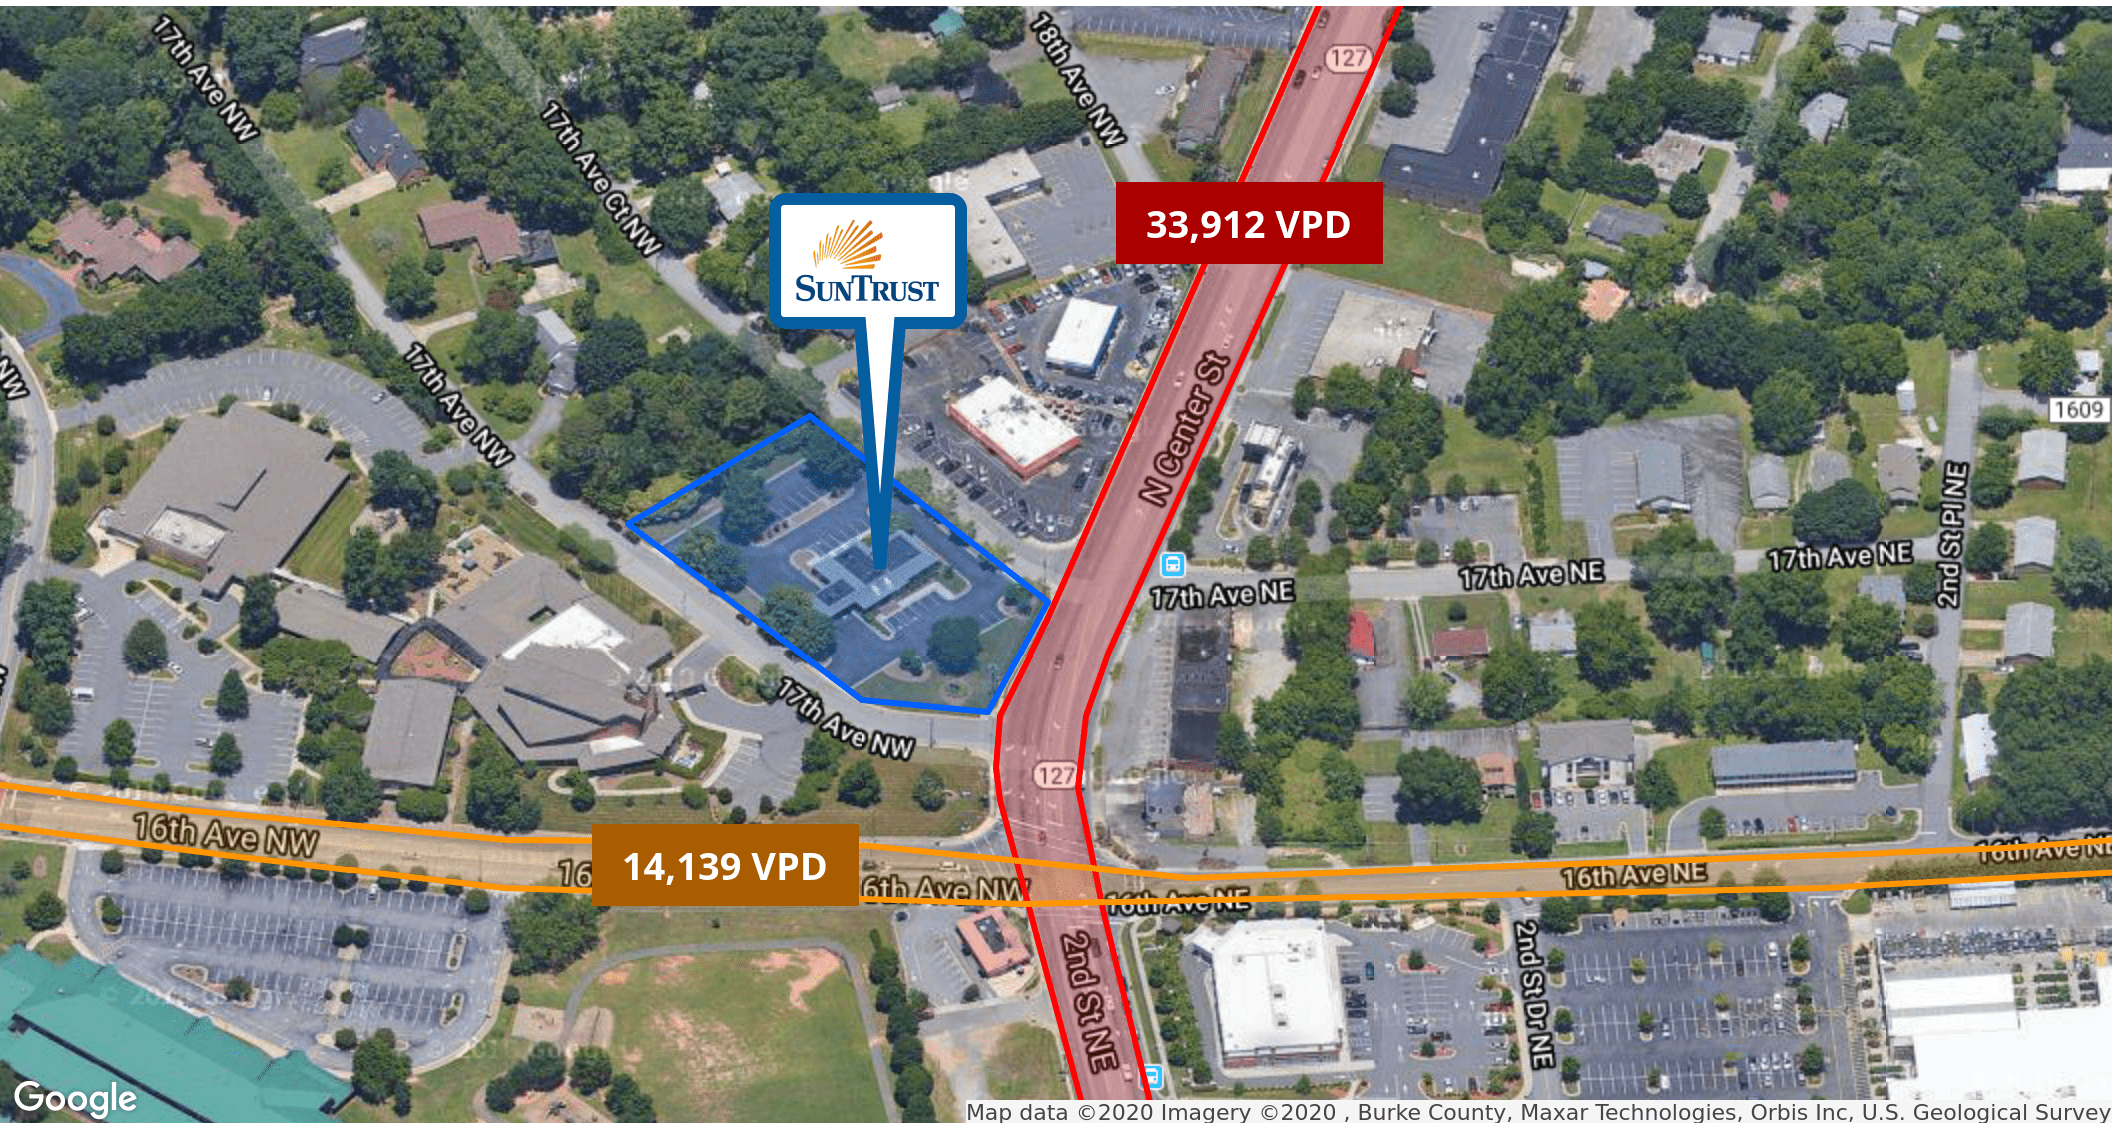 17th Ave NW
17th Ave Ct NW
18th Ave NW
127
33,912 VPD
SUNTRUST
NW
17th Ave NW
N Center St
1609
17th Ave NE
17th Ave NE
17th Ave NE
2nd St Pl NE
17th Ave NW
127
16th Ave NW
16
14,139 VPD
6th Ave NW
16th Ave NE
16th Ave NE
16th Ave NE
2nd St NE
2nd St Dr NE
Google
Map data ©2020 Imagery ©2020 , Burke County, Maxar Technologies, Orbis Inc, U.S. Geological Survey